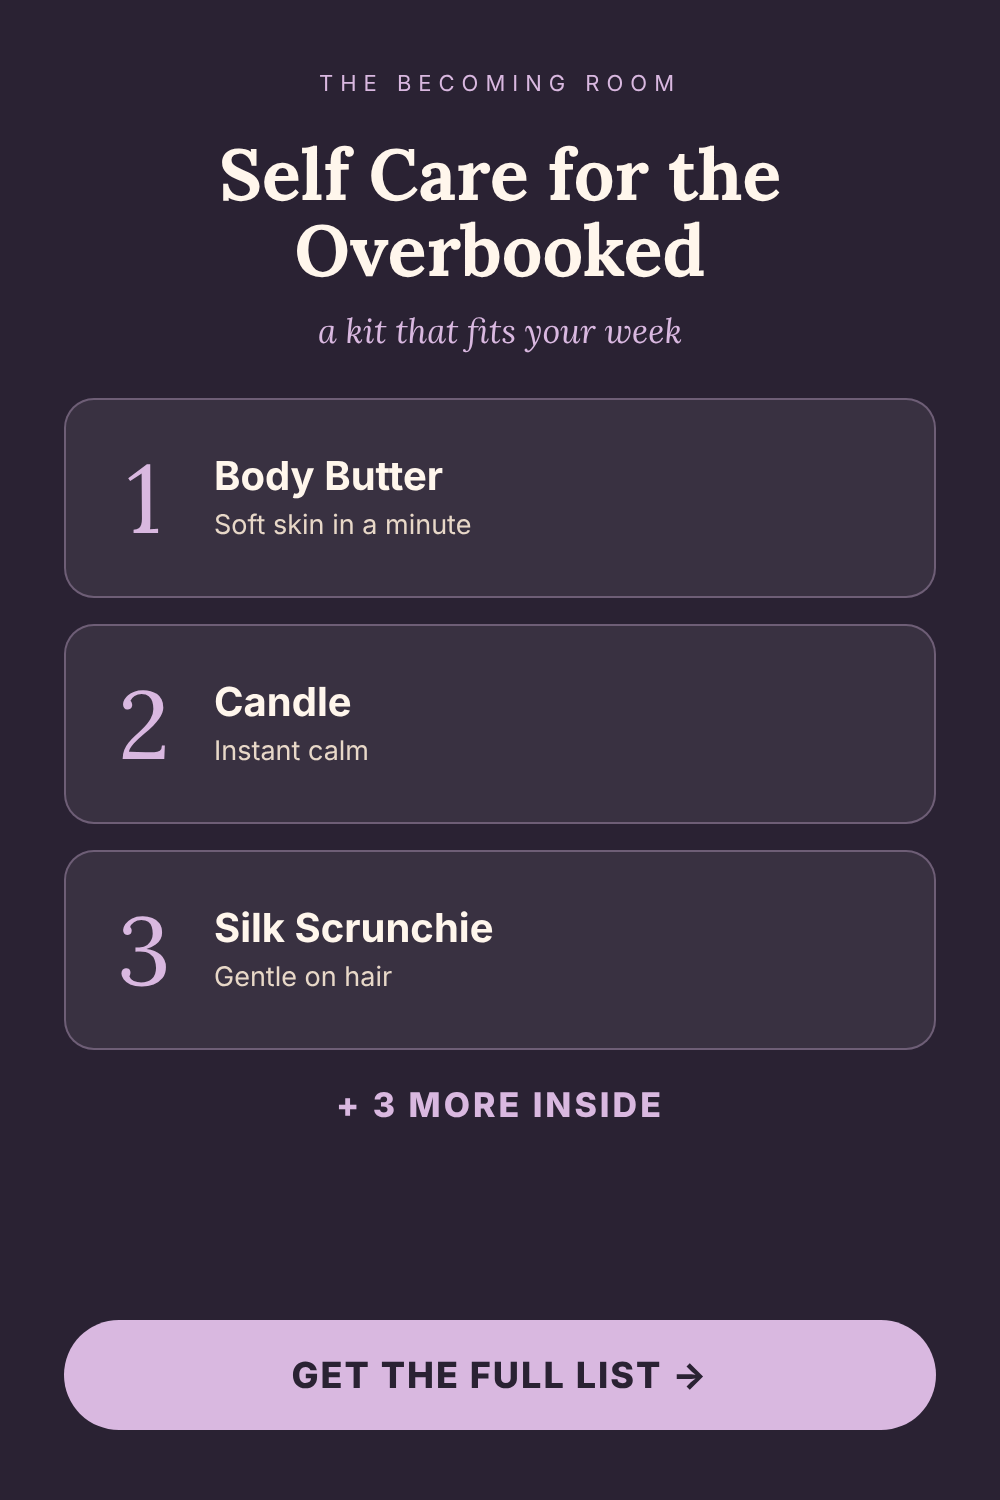 THE BECOMING ROOM
Self Care for the
Overbooked
a kit that fits your week
1
Body Butter
Soft skin in a minute
2
Candle
Instant calm
3
Silk Scrunchie
Gentle on hair
+ 3 MORE INSIDE
GET THE FULL LIST →